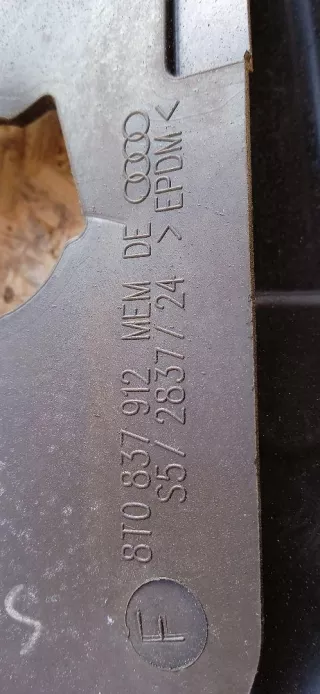 8T0 837 912 MEM DE
S5 / 2837 / 24 > EPDM <
F